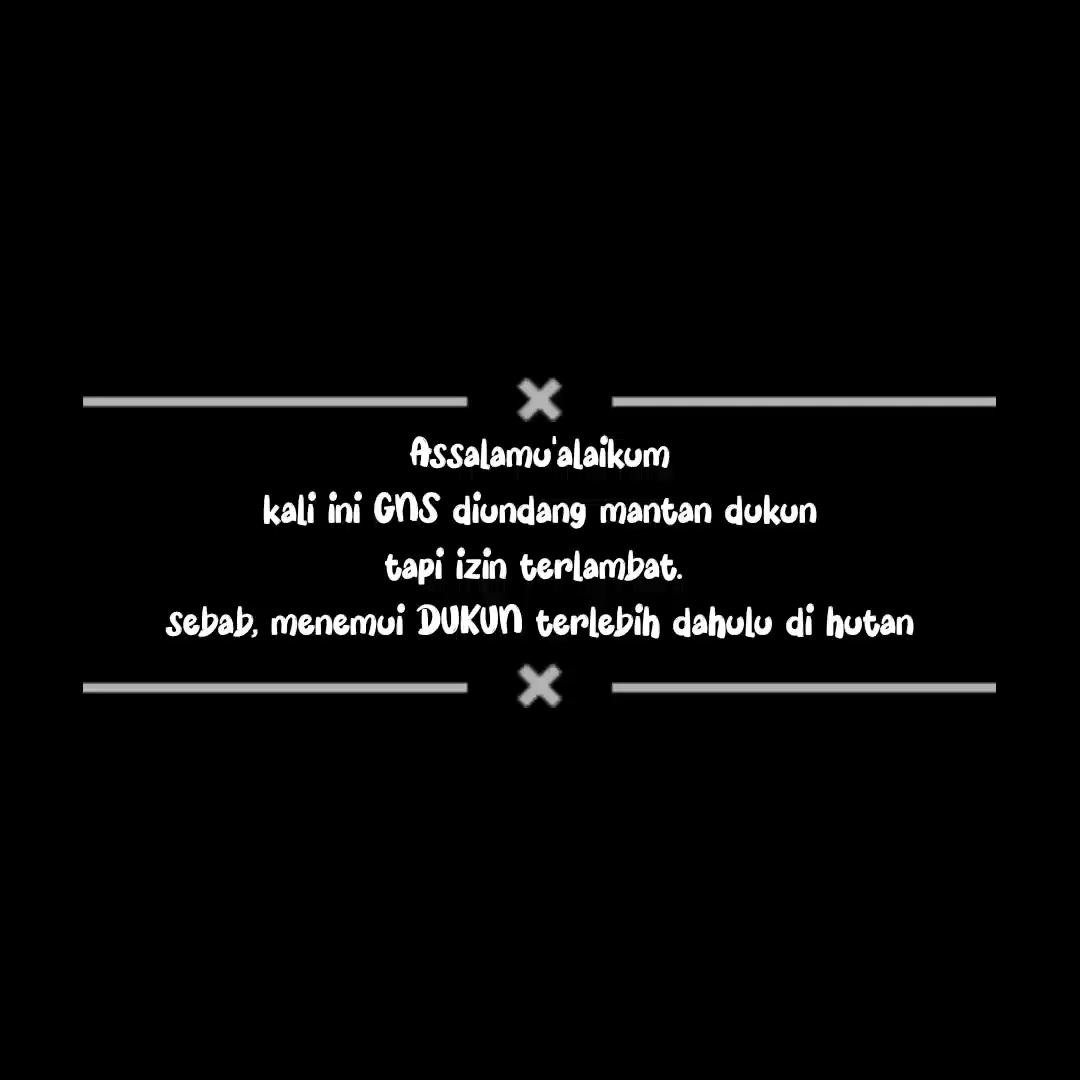 Assalamu'alaikum
kali ini GNS diundang mantan dukun
tapi izin terlambat.
sebab, menemui DUKUN terlebih dahulu di hutan